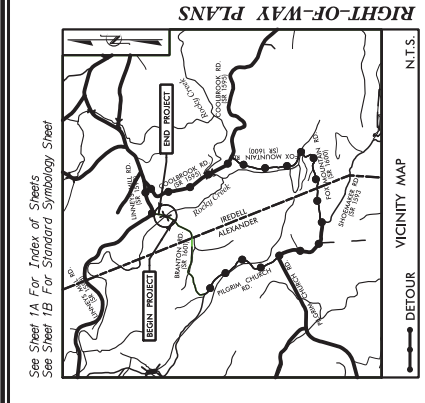 RIGHT-OF-WAY PLANS
See Sheet 1A For Index of Sheets
See Sheet 1B For Standard Symbology Sheet
END PROJECT
BEGIN PROJECT
COOLBROOK RD.
(SR 1595)
Rocky Creek
COOLBROOK RD.
(SR 1595)
Rocky Creek
FOX MOUNTAIN RD.
(SR 1600)
FOX MOUNTAIN RD.
(SR 1600)
IREDELL
ALEXANDER
BRANTON RD.
(SR 1601)
PILGRIM CHURCH
RD.
PILGRIM CHURCH RD.
SHOEMAKER RD.
DETOUR
VICINITY MAP
N.T.S.